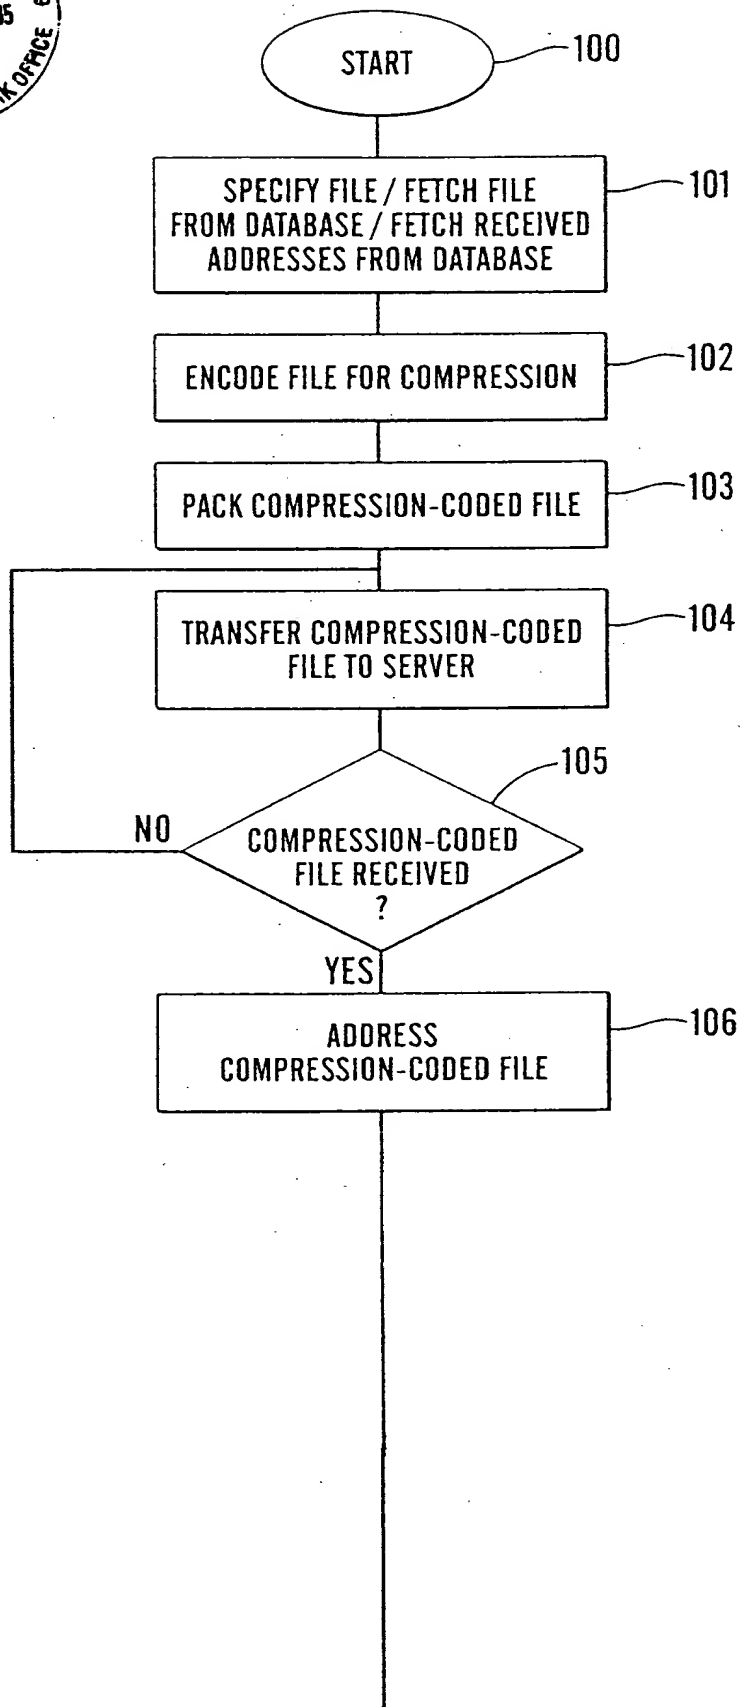 OFFICE
START
100
SPECIFY FILE / FETCH FILE
FROM DATABASE / FETCH RECEIVED
ADDRESSES FROM DATABASE
101
ENCODE FILE FOR COMPRESSION
102
PACK COMPRESSION-CODED FILE
103
TRANSFER COMPRESSION-CODED
FILE TO SERVER
104
105
NO
COMPRESSION-CODED
FILE RECEIVED
?
YES
ADDRESS
COMPRESSION-CODED FILE
106